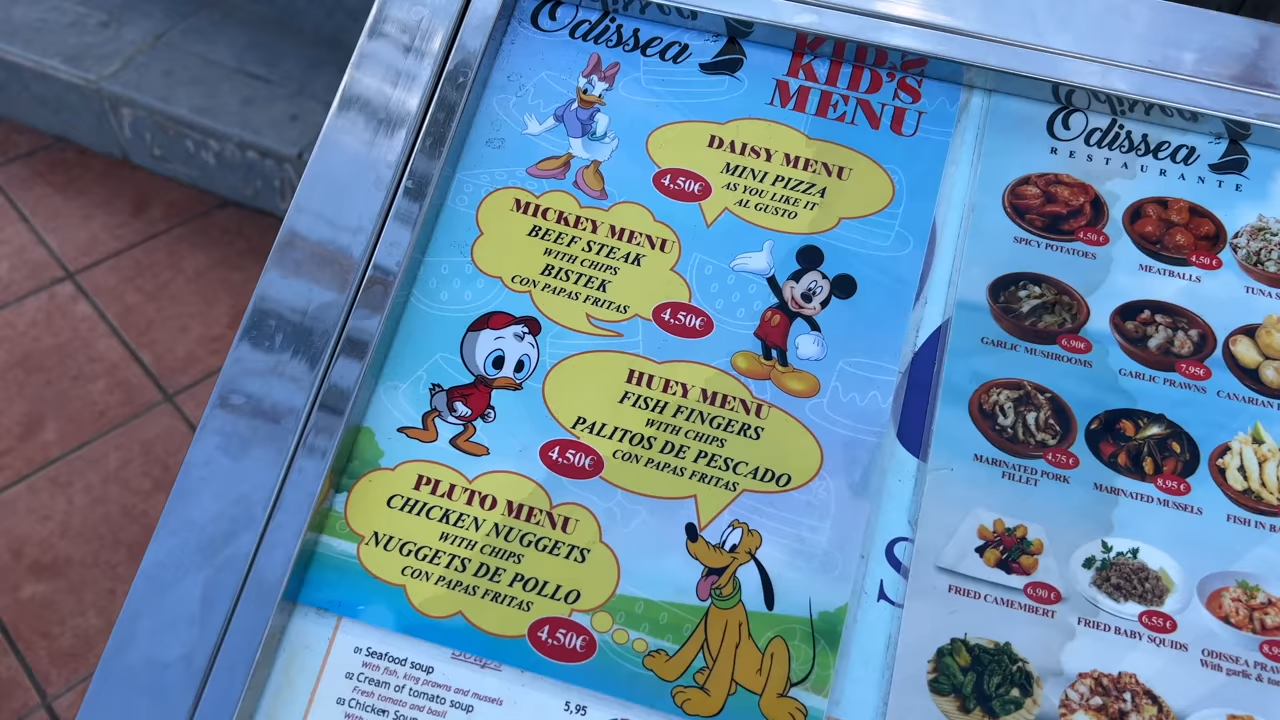 Odissea
KID'S
KID'S
MENU
DAISY MENU
MINI PIZZA
AS YOU LIKE IT
AL GUSTO
4,50€
MICKEY MENU
BEEF STEAK
WITH CHIPS
BISTEK
CON PAPAS FRITAS
4,50€
HUEY MENU
FISH FINGERS
WITH CHIPS
PALITOS DE PESCADO
CON PAPAS FRITAS
4,50€
PLUTO MENU
CHICKEN NUGGETS
WITH CHIPS
NUGGETS DE POLLO
CON PAPAS FRITAS
4,50€
Soups
01 Seafood soup
With fish, king prawns and mussels
5,95
02 Cream of tomato soup
Fresh tomato and basil
03 Chicken Soup
With
Odissea
Odissea
RESTAURANTE
4,50€
SPICY POTATOES
4,50€
MEATBALLS
TUNA
6,90€
GARLIC MUSHROOMS
7,95€
GARLIC PRAWNS
CANARIAN
4,75€
MARINATED PORK
FILLET
8,95€
MARINATED MUSSELS
FISH IN
6,90€
FRIED CAMEMBERT
6,55€
FRIED BABY SQUIDS
ODISSEA
With garlic &